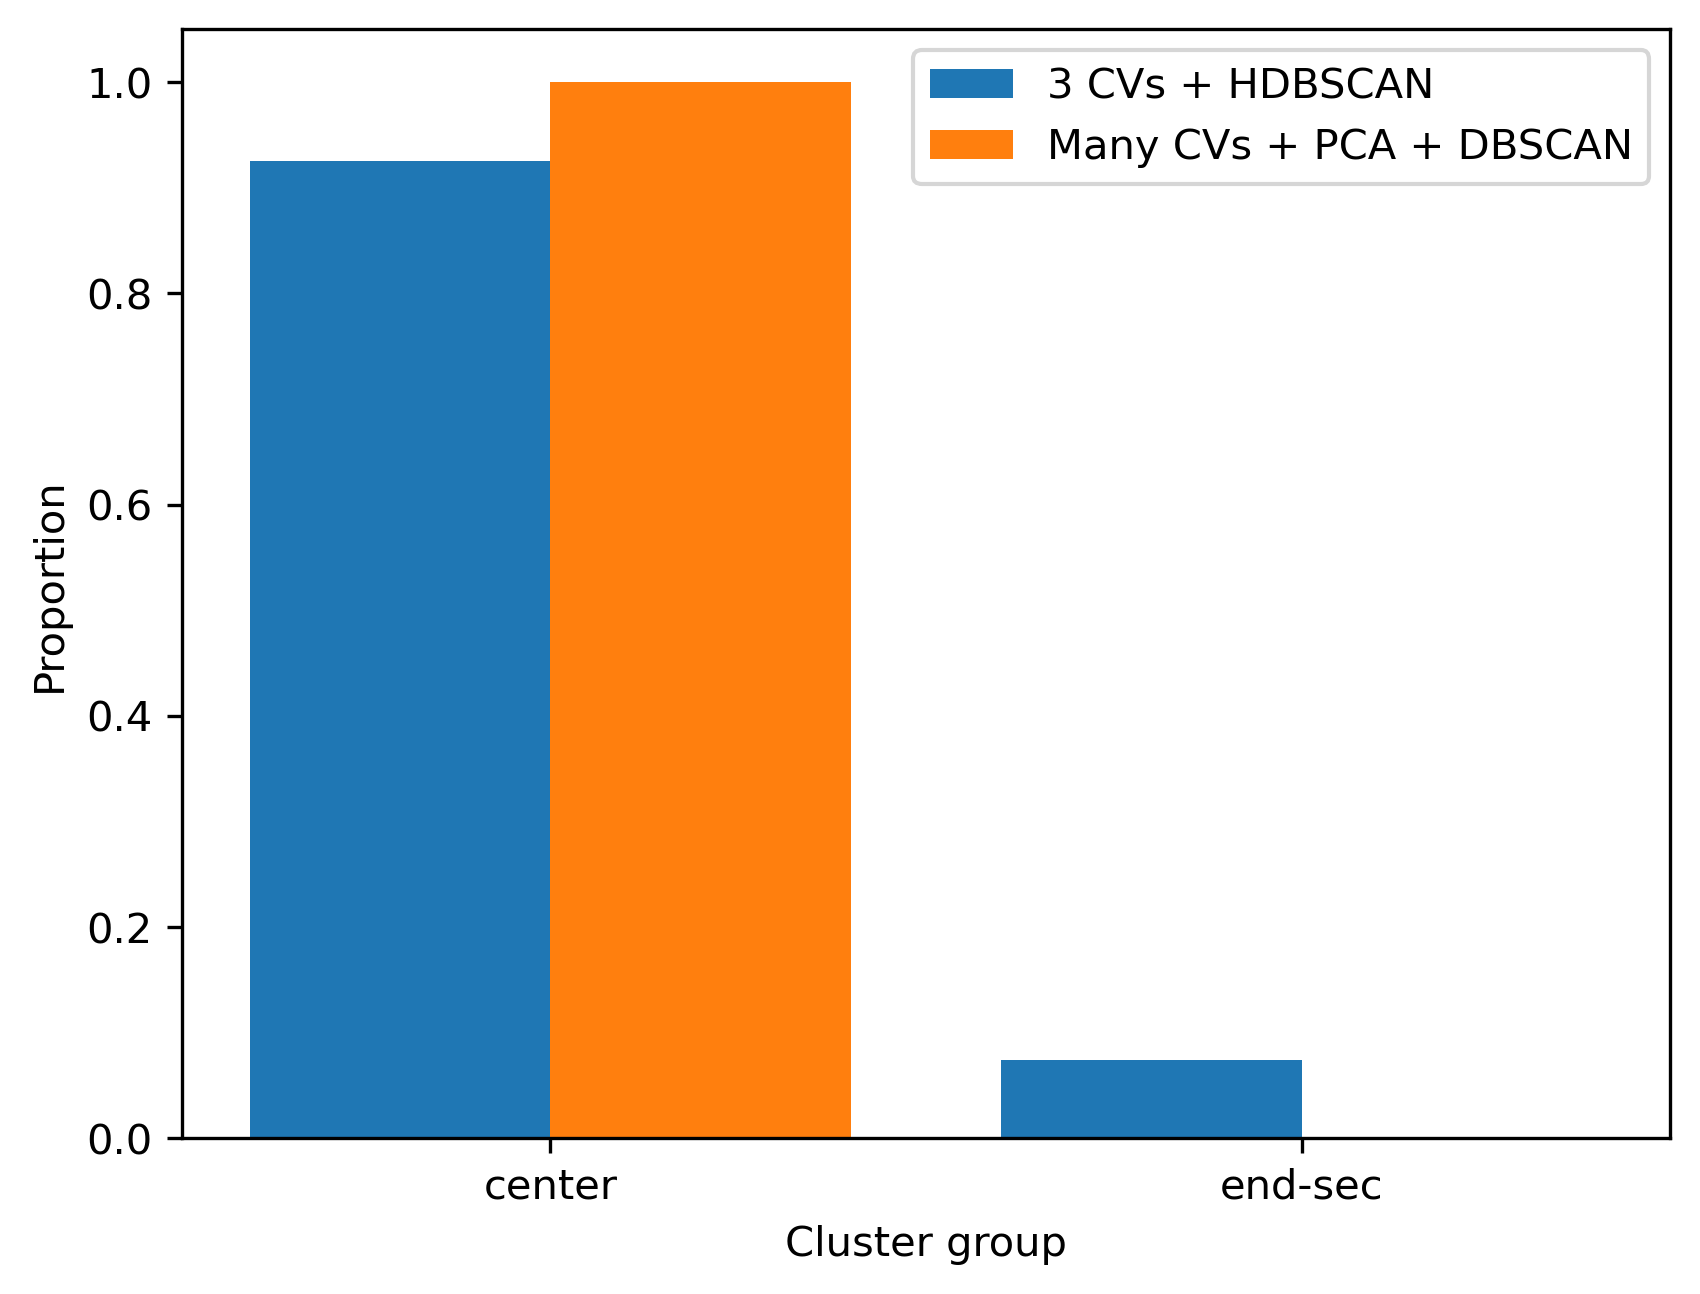 3 CVs + HDBSCAN
Many CVs + PCA + DBSCAN
1.0
0.8
0.6
0.4
0.2
0.0
Proportion
center
end-sec
Cluster group